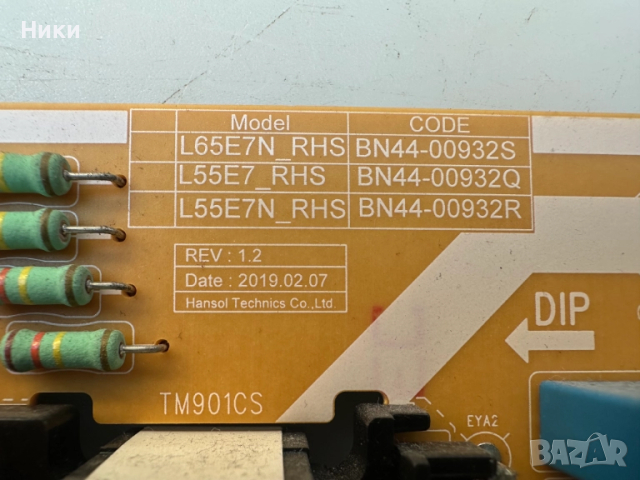 Ники
Model CODE
L65E7N_RHS BN44-00932S
L55E7_RHS BN44-00932Q
L55E7N_RHS BN44-00932R
REV : 1.2
Date : 2019.02.07
Hansol Technics Co.,Ltd.
DIP
TM901CS
EYA2
BAZAR